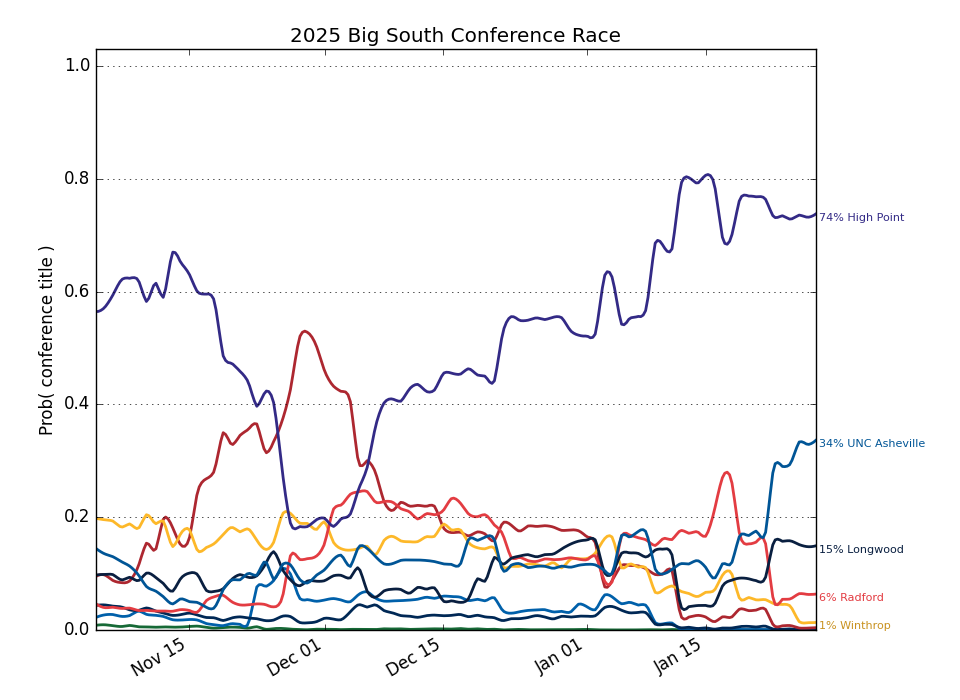 2025 Big South Conference Race
Prob( conference title )
1.0
0.8
0.6
0.4
0.2
0.0
Nov 15
Dec 01
Dec 15
Jan 01
Jan 15
74% High Point
34% UNC Asheville
15% Longwood
6% Radford
1% Winthrop